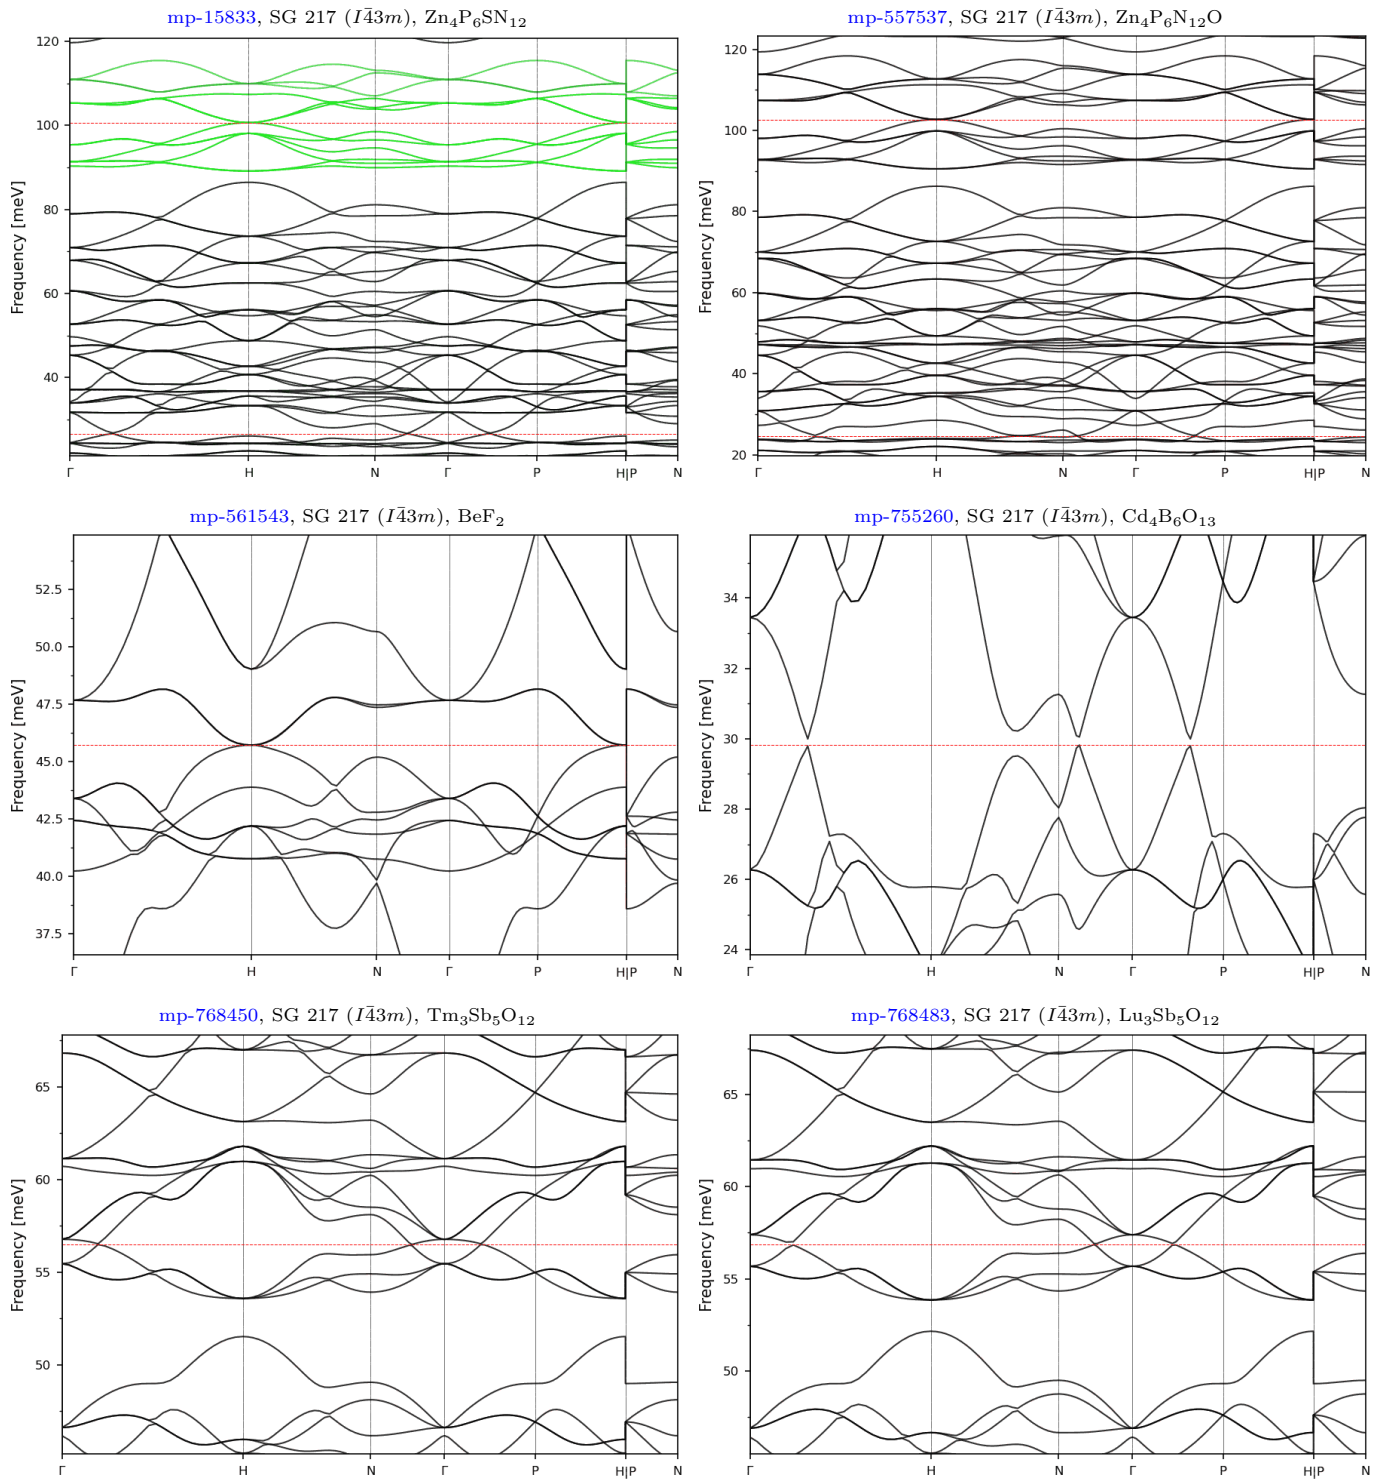 mp-15833, SG 217 (I4̄3m), Zn₄P₆SN₁₂
Frequency [meV]
120
100
80
60
40
Γ H N Γ P H|P N
mp-557537, SG 217 (I4̄3m), Zn₄P₆N₁₂O
Frequency [meV]
120
100
80
60
40
20
Γ H N Γ P H|P N
mp-561543, SG 217 (I4̄3m), BeF₂
Frequency [meV]
52.5
50.0
47.5
45.0
42.5
40.0
37.5
Γ H N Γ P H|P N
mp-755260, SG 217 (I4̄3m), Cd₄B₆O₁₃
Frequency [meV]
34
32
30
28
26
24
Γ H N Γ P H|P N
mp-768450, SG 217 (I4̄3m), Tm₃Sb₅O₁₂
Frequency [meV]
65
60
55
50
Γ H N Γ P H|P N
mp-768483, SG 217 (I4̄3m), Lu₃Sb₅O₁₂
Frequency [meV]
65
60
55
50
Γ H N Γ P H|P N